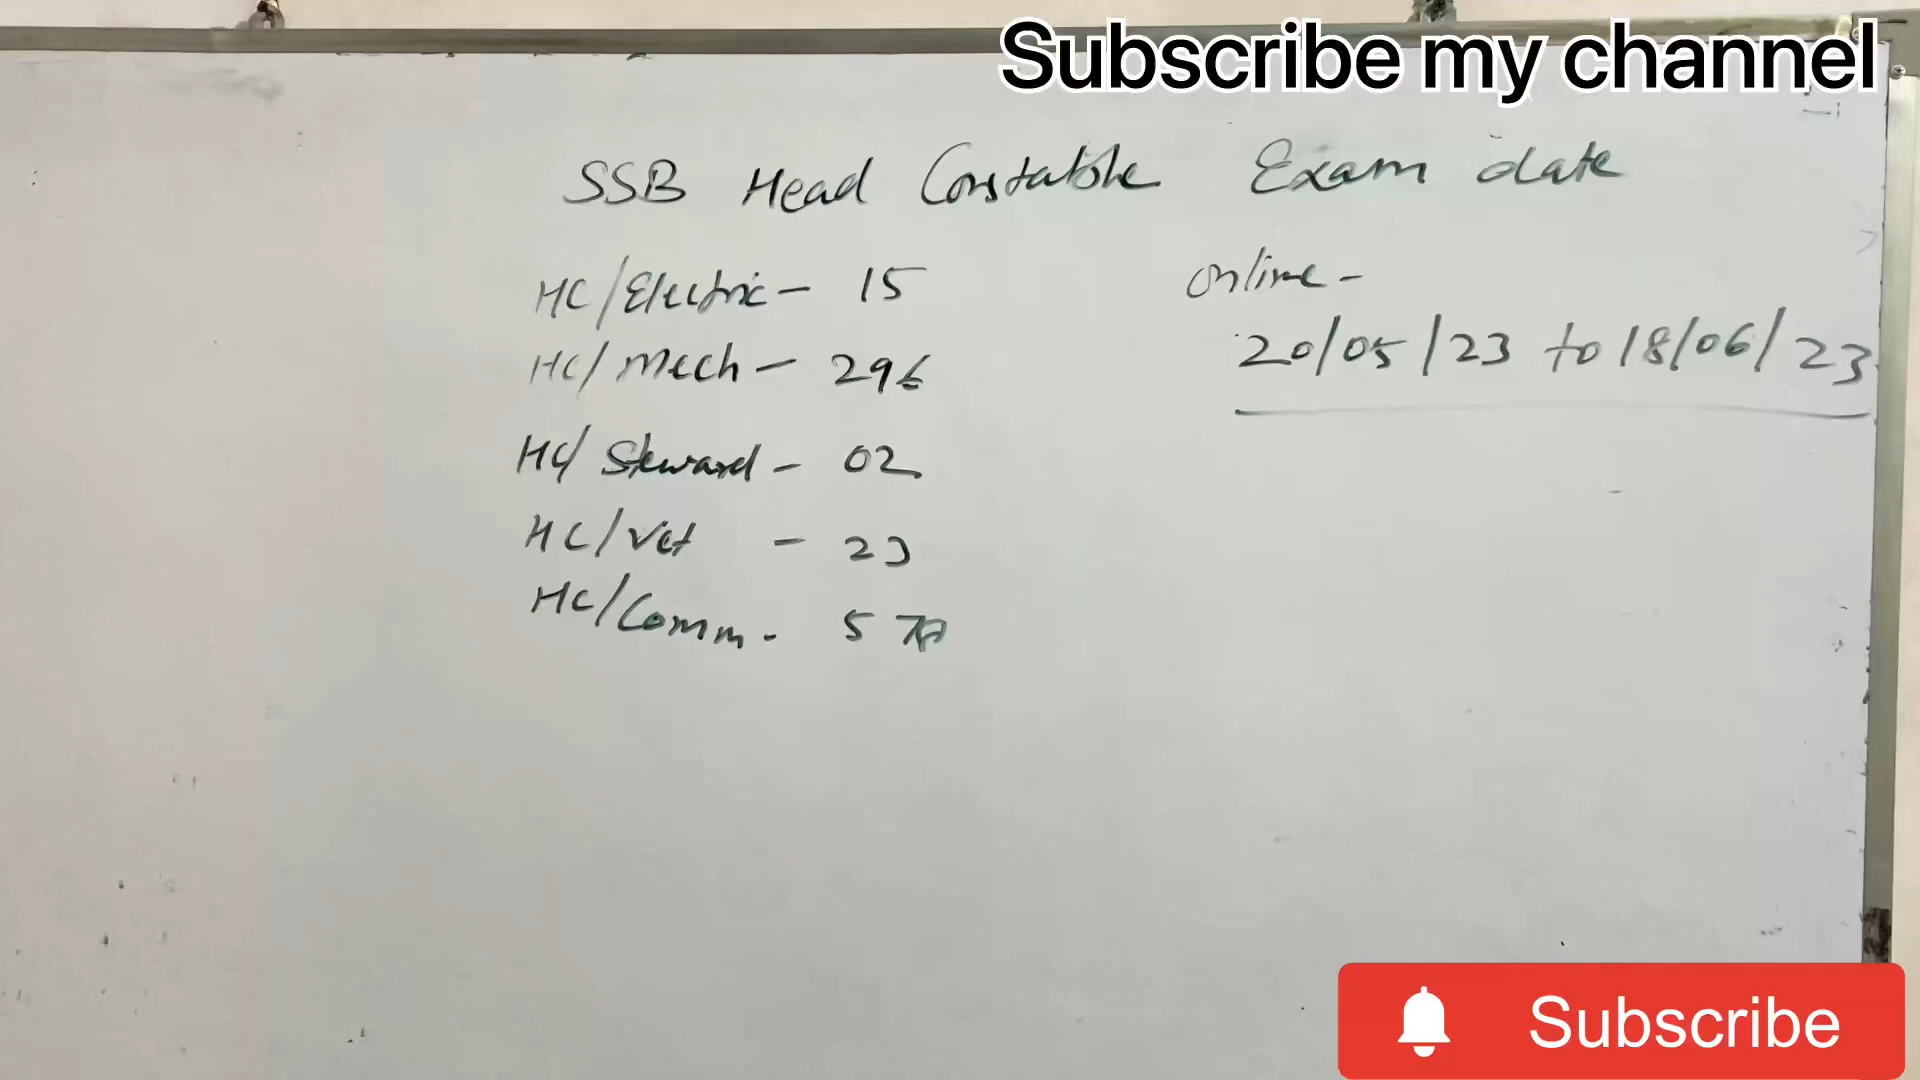 Subscribe my channel
SSB Head Constable Exam date
HC/Electric - 15
HC/Mech - 296
HC/ Steward - 02
HC/Vet - 23
HC/Comm - 578
Online -
20/05/23 to 18/06/23
Subscribe